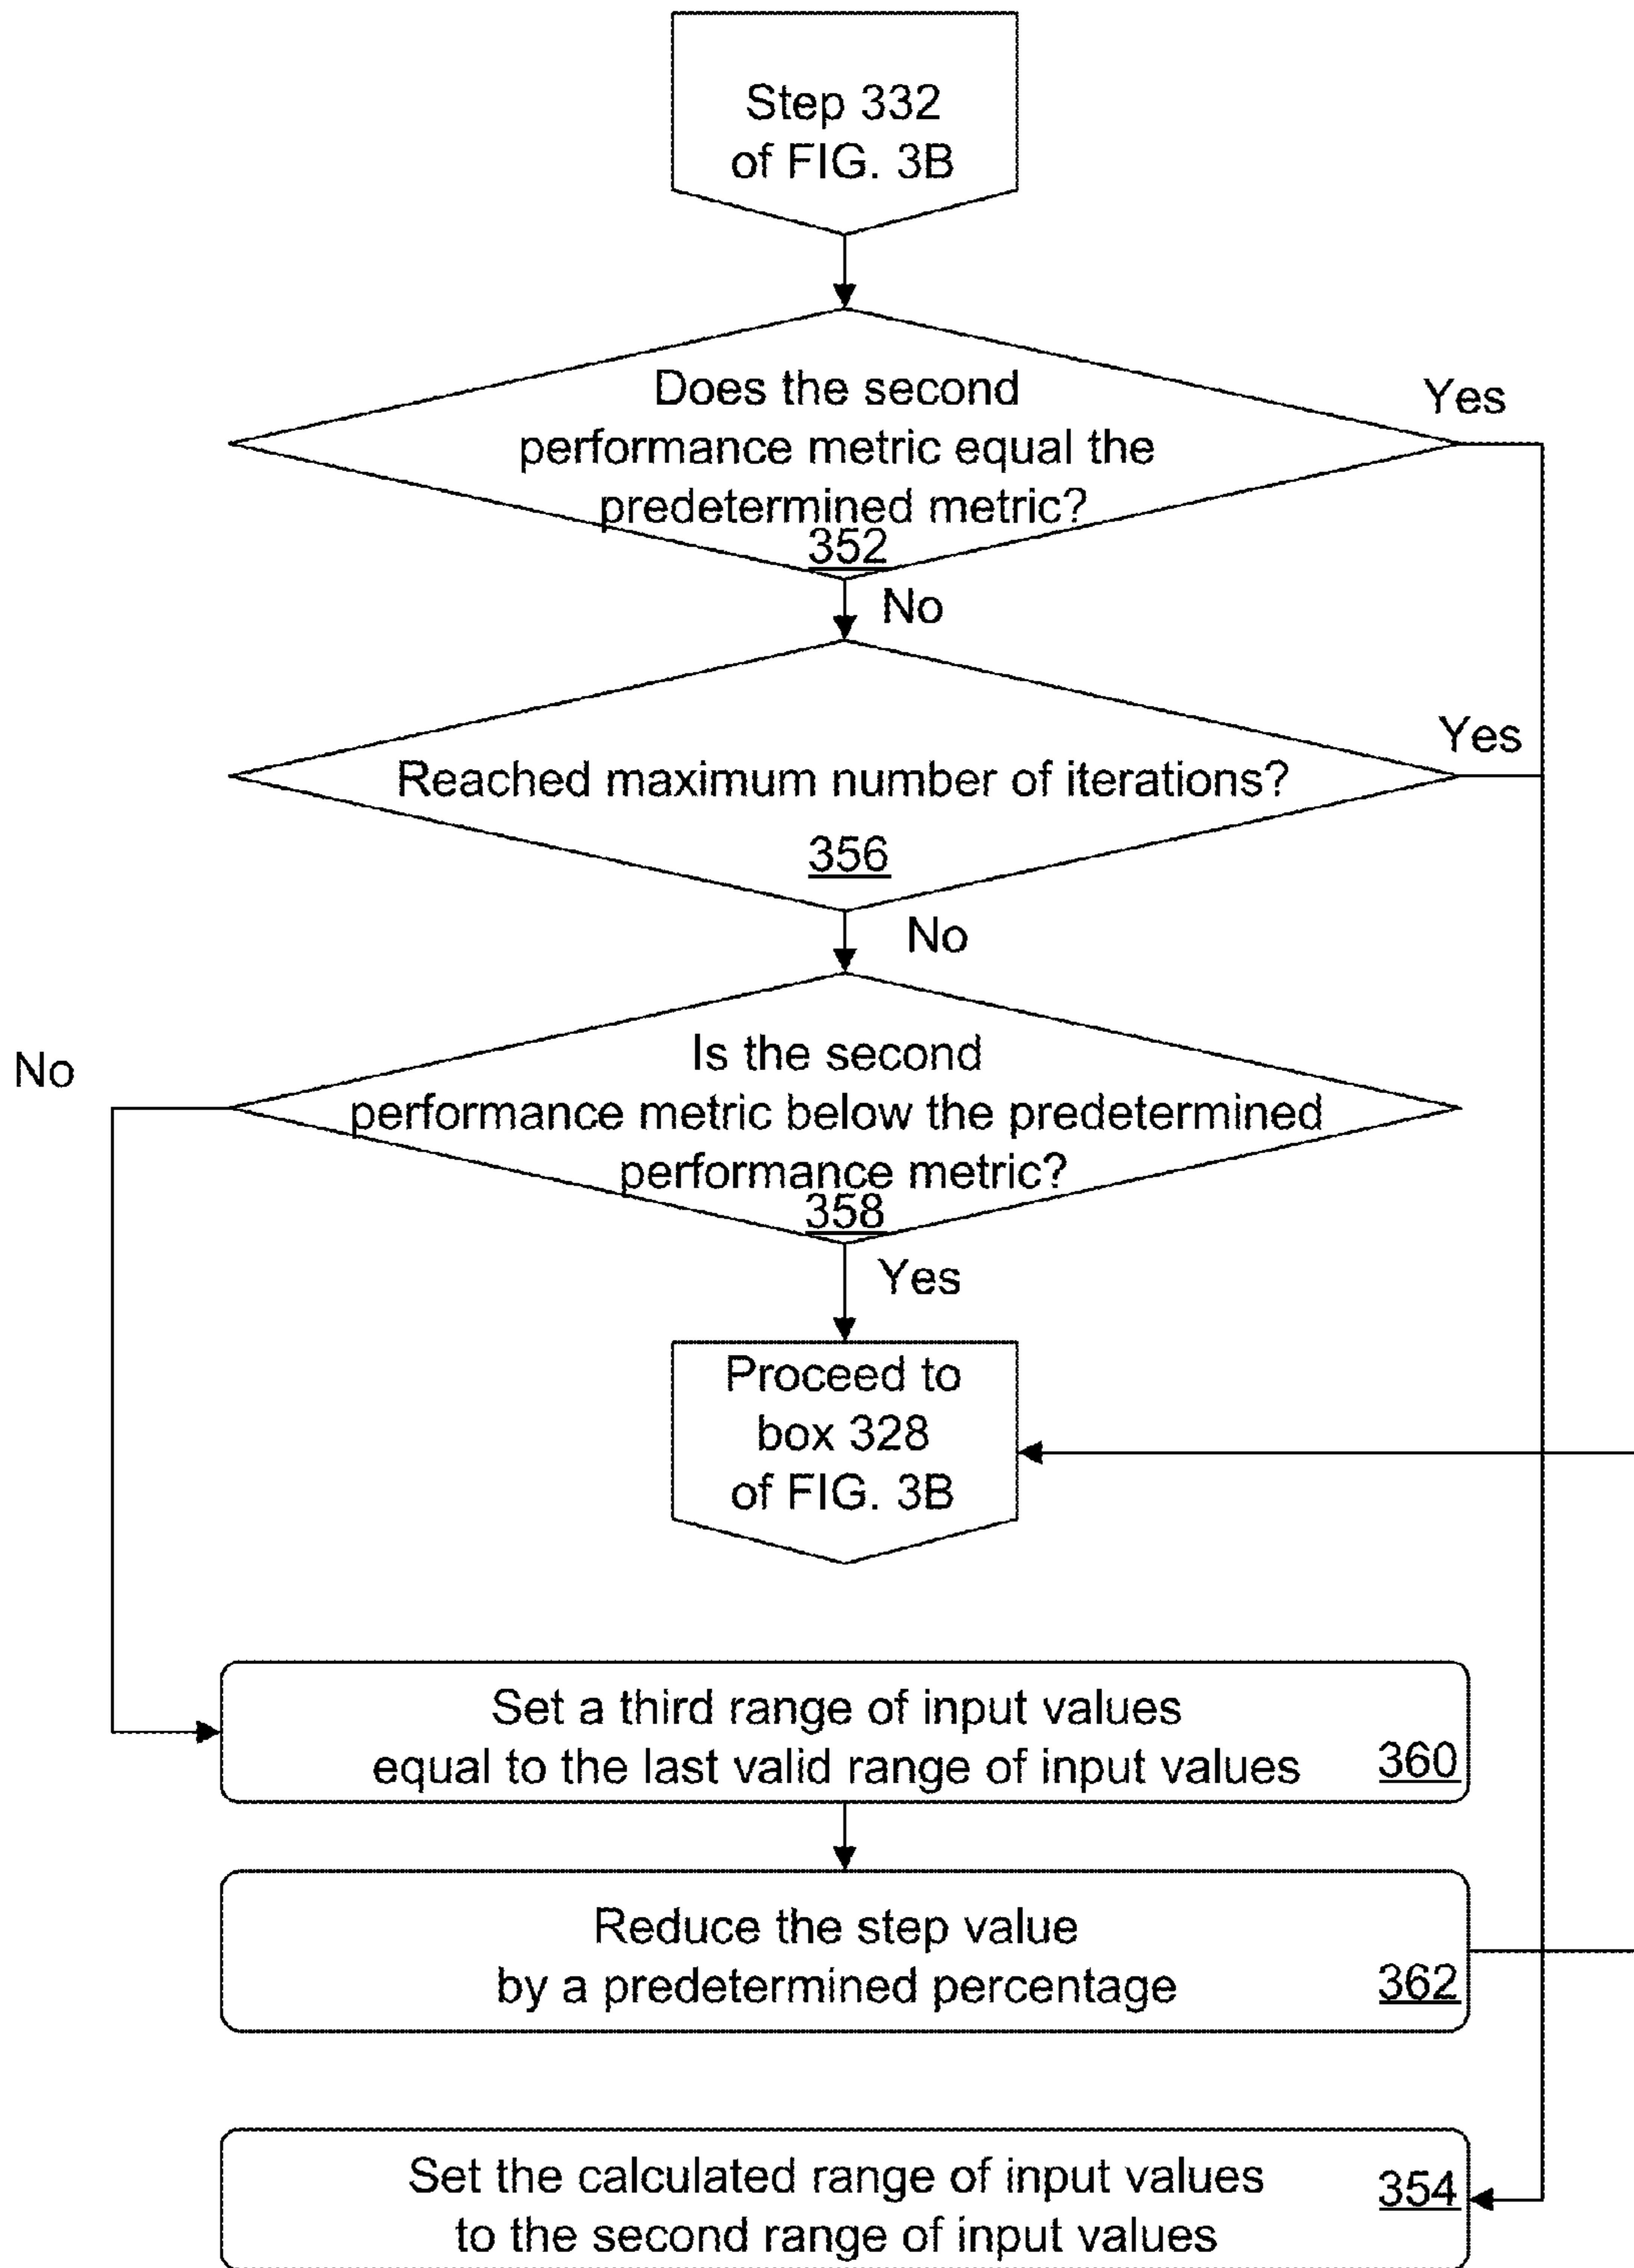 Step 332
of FIG. 3B
Does the second
performance metric equal the
predetermined metric?
352
Yes
No
Reached maximum number of iterations?
356
Yes
No
Is the second
performance metric below the predetermined
performance metric?
358
No
Yes
Proceed to
box 328
of FIG. 3B
Set a third range of input values
equal to the last valid range of input values 360
Reduce the step value
by a predetermined percentage 362
Set the calculated range of input values 354
to the second range of input values